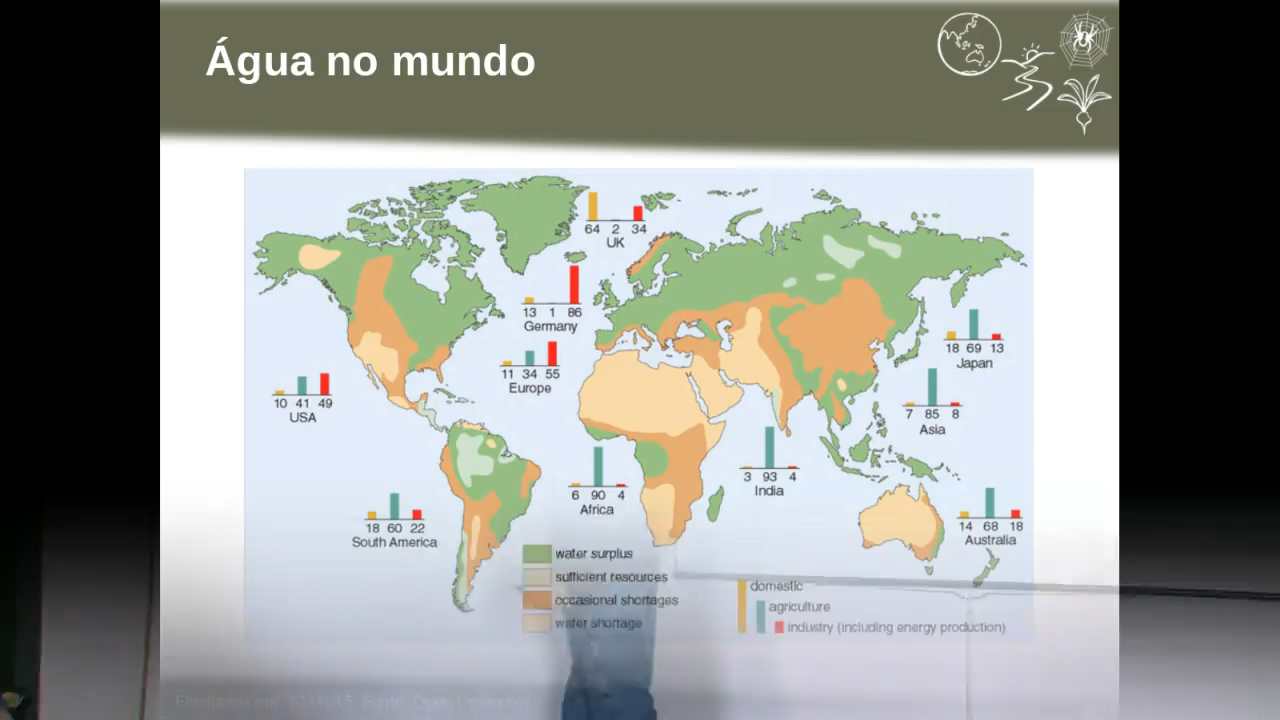 Água no mundo
64 2 34
UK
13 1 86
Germany
11 34 55
Europe
10 41 49
USA
18 69 13
Japan
7 85 8
Asia
3 93 4
India
6 90 4
Africa
18 60 22
South America
14 68 18
Australia
water surplus
sufficient resources
occasional shortages
water shortage
domestic
agriculture
industry (including energy production)